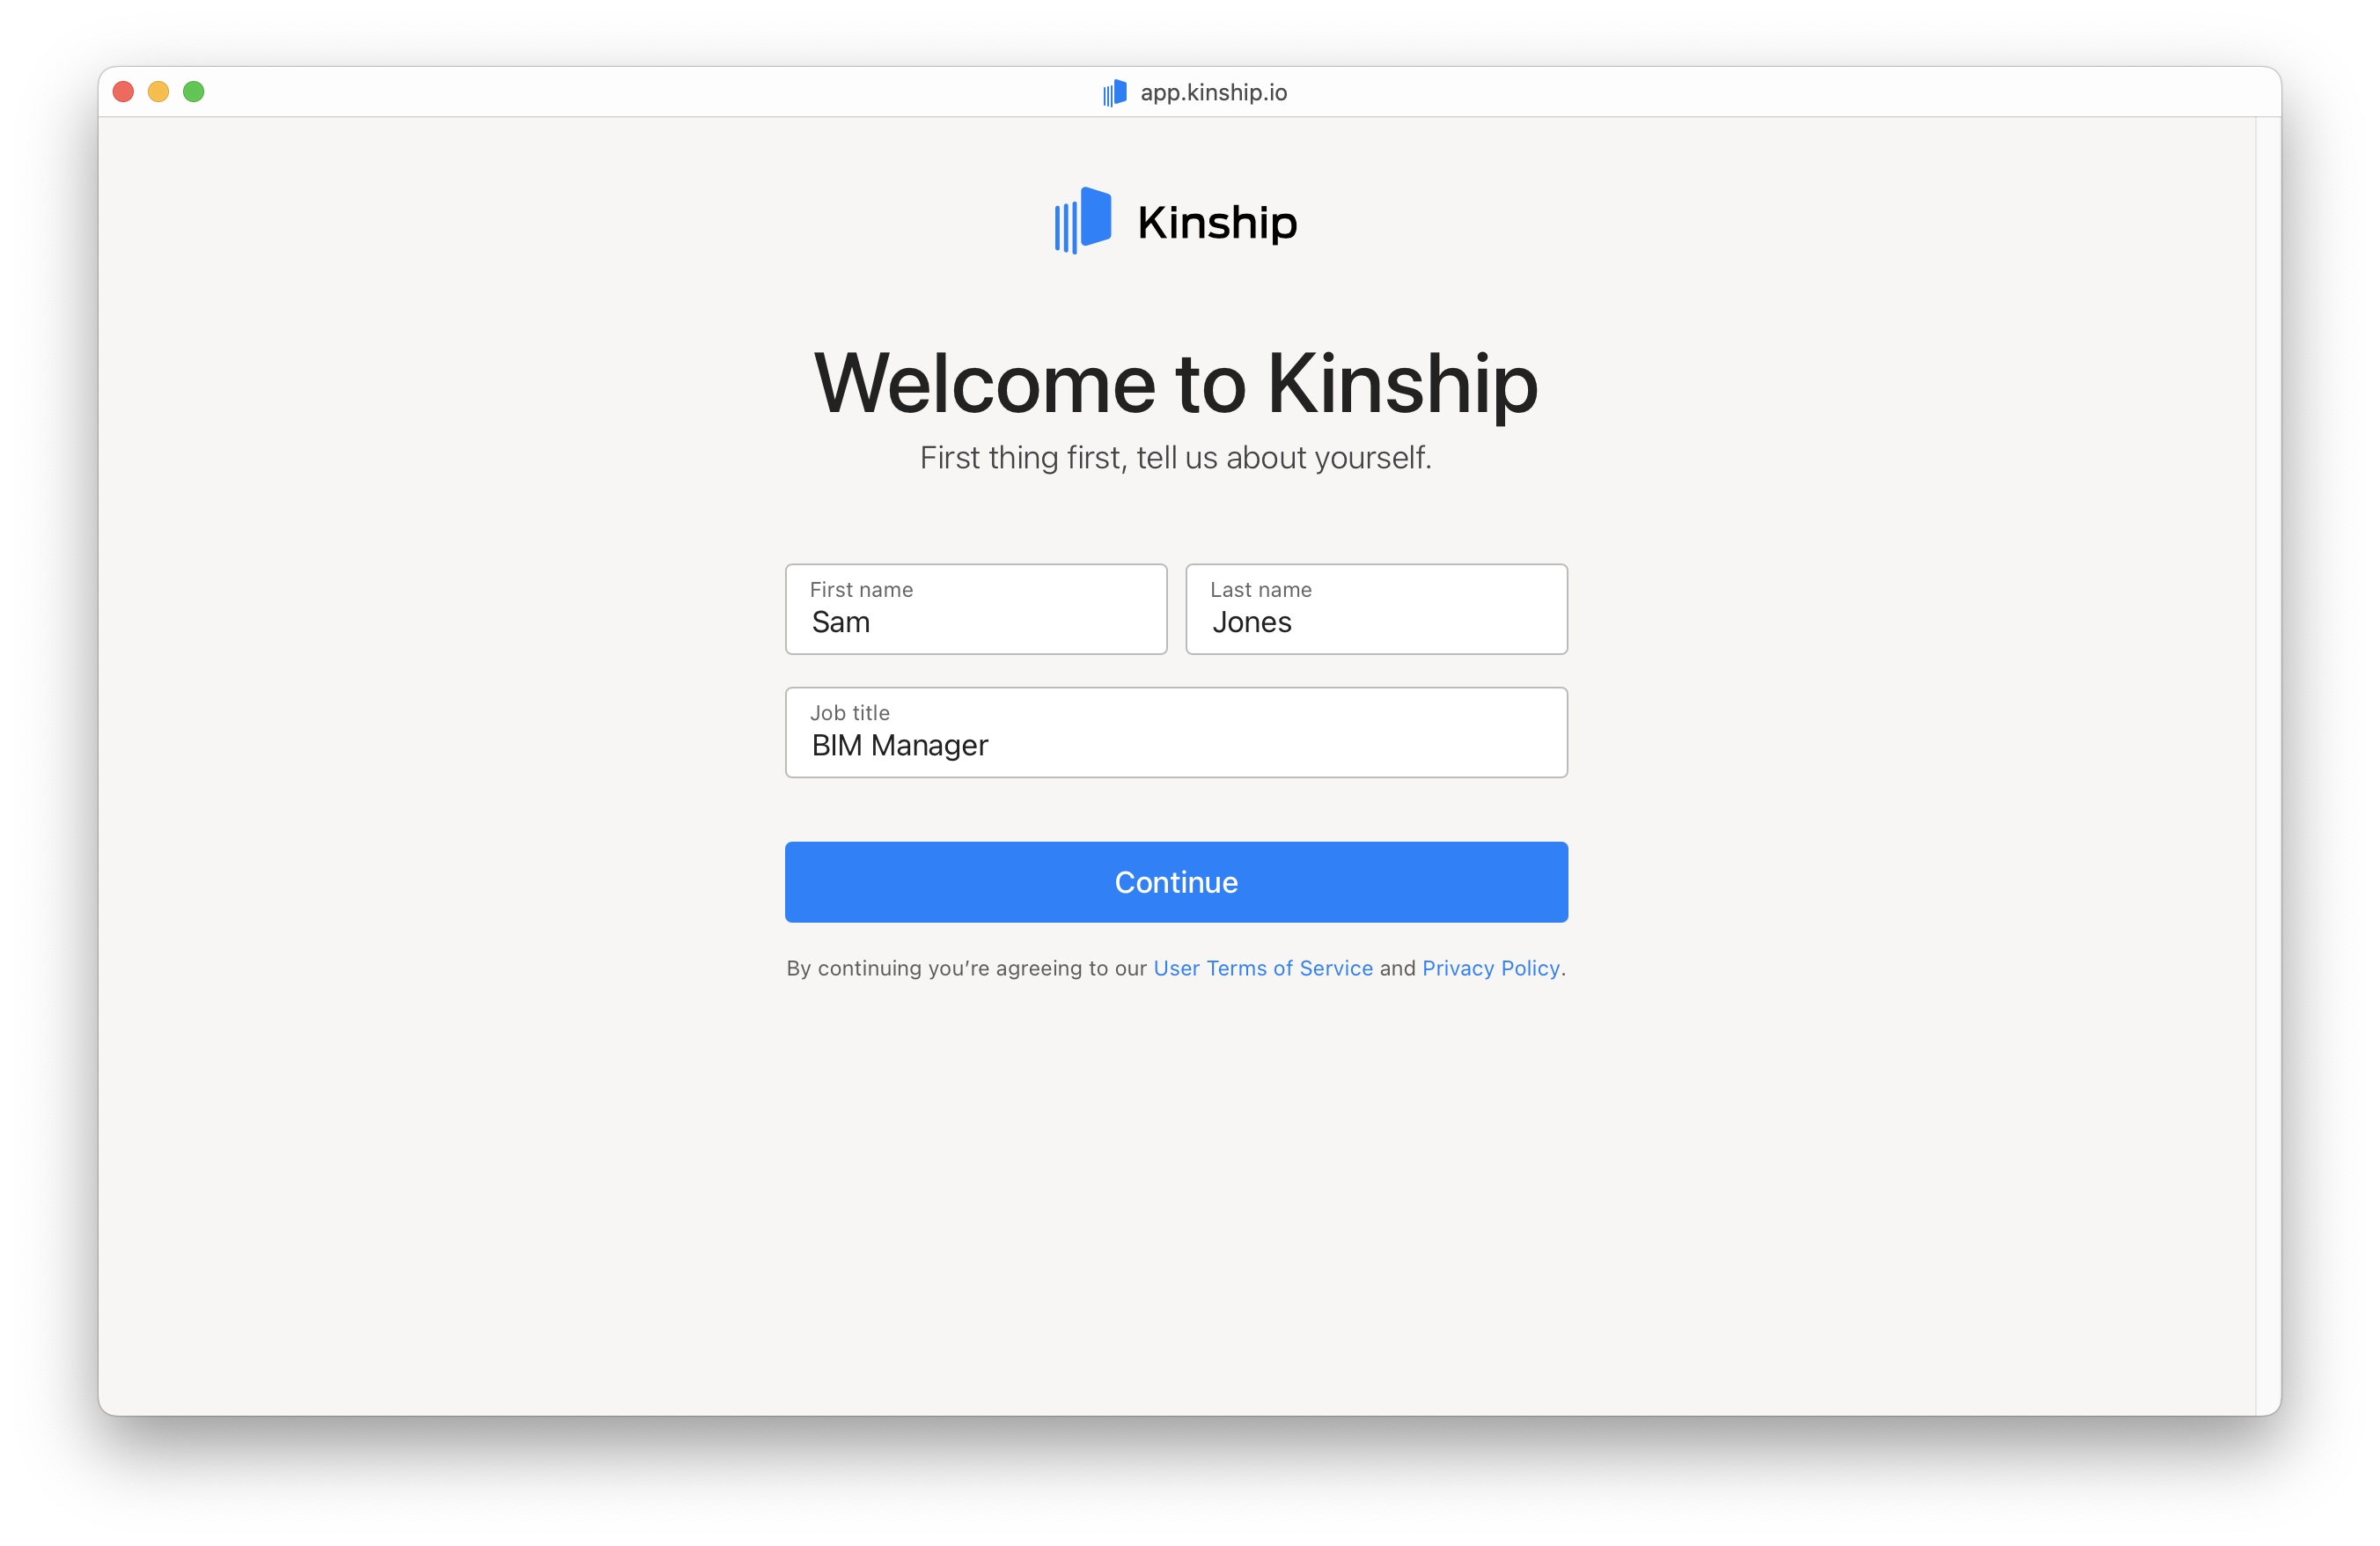 app.kinship.io
Kinship
Welcome to Kinship
First thing first, tell us about yourself.
First name
Sam
Last name
Jones
Job title
BIM Manager
Continue
By continuing you’re agreeing to our User Terms of Service and Privacy Policy.